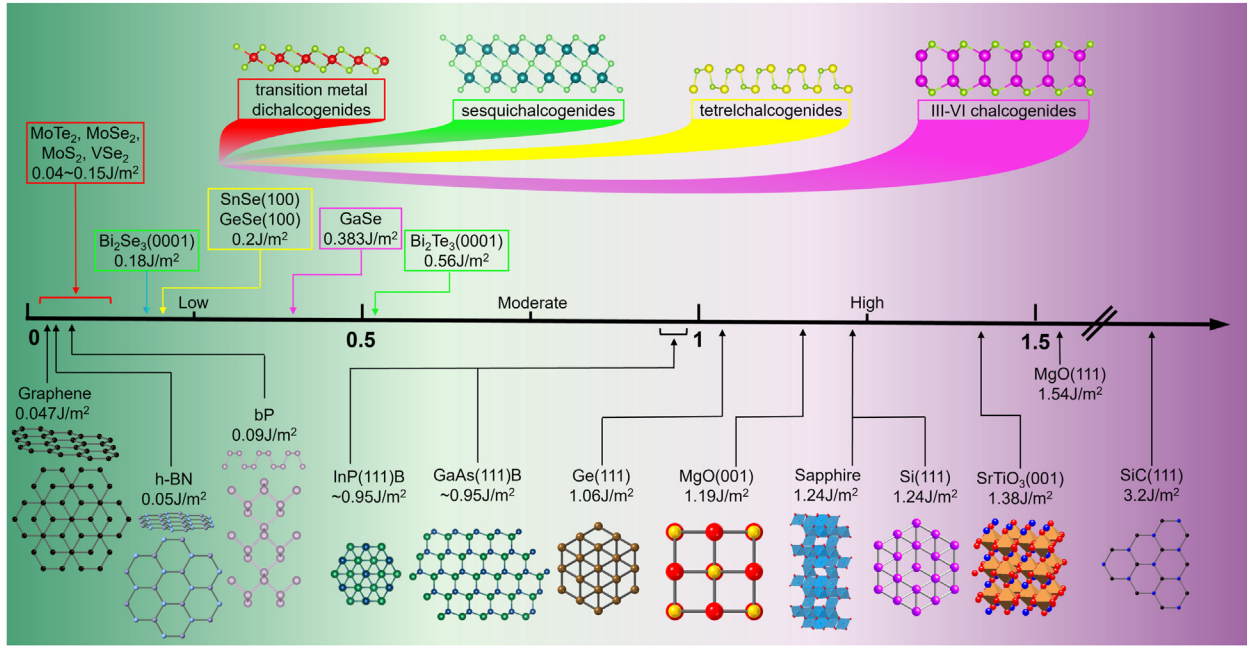 transition metal
dichalcogenides
sesquichalcogenides
tetrelchalcogenides
III-VI chalcogenides
MoTe₂, MoSe₂,
MoS₂, VSe₂
0.04~0.15J/m²
Bi₂Se₃(0001)
0.18J/m²
SnSe(100)
GeSe(100)
0.2J/m²
GaSe
0.383J/m²
Bi₂Te₃(0001)
0.56J/m²
Low
Moderate
High
0
0.5
1
1.5
Graphene
0.047J/m²
h-BN
0.05J/m²
bP
0.09J/m²
InP(111)B
~0.95J/m²
GaAs(111)B
~0.95J/m²
Ge(111)
1.06J/m²
MgO(001)
1.19J/m²
Sapphire
1.24J/m²
Si(111)
1.24J/m²
SrTiO₃(001)
1.38J/m²
MgO(111)
1.54J/m²
SiC(111)
3.2J/m²